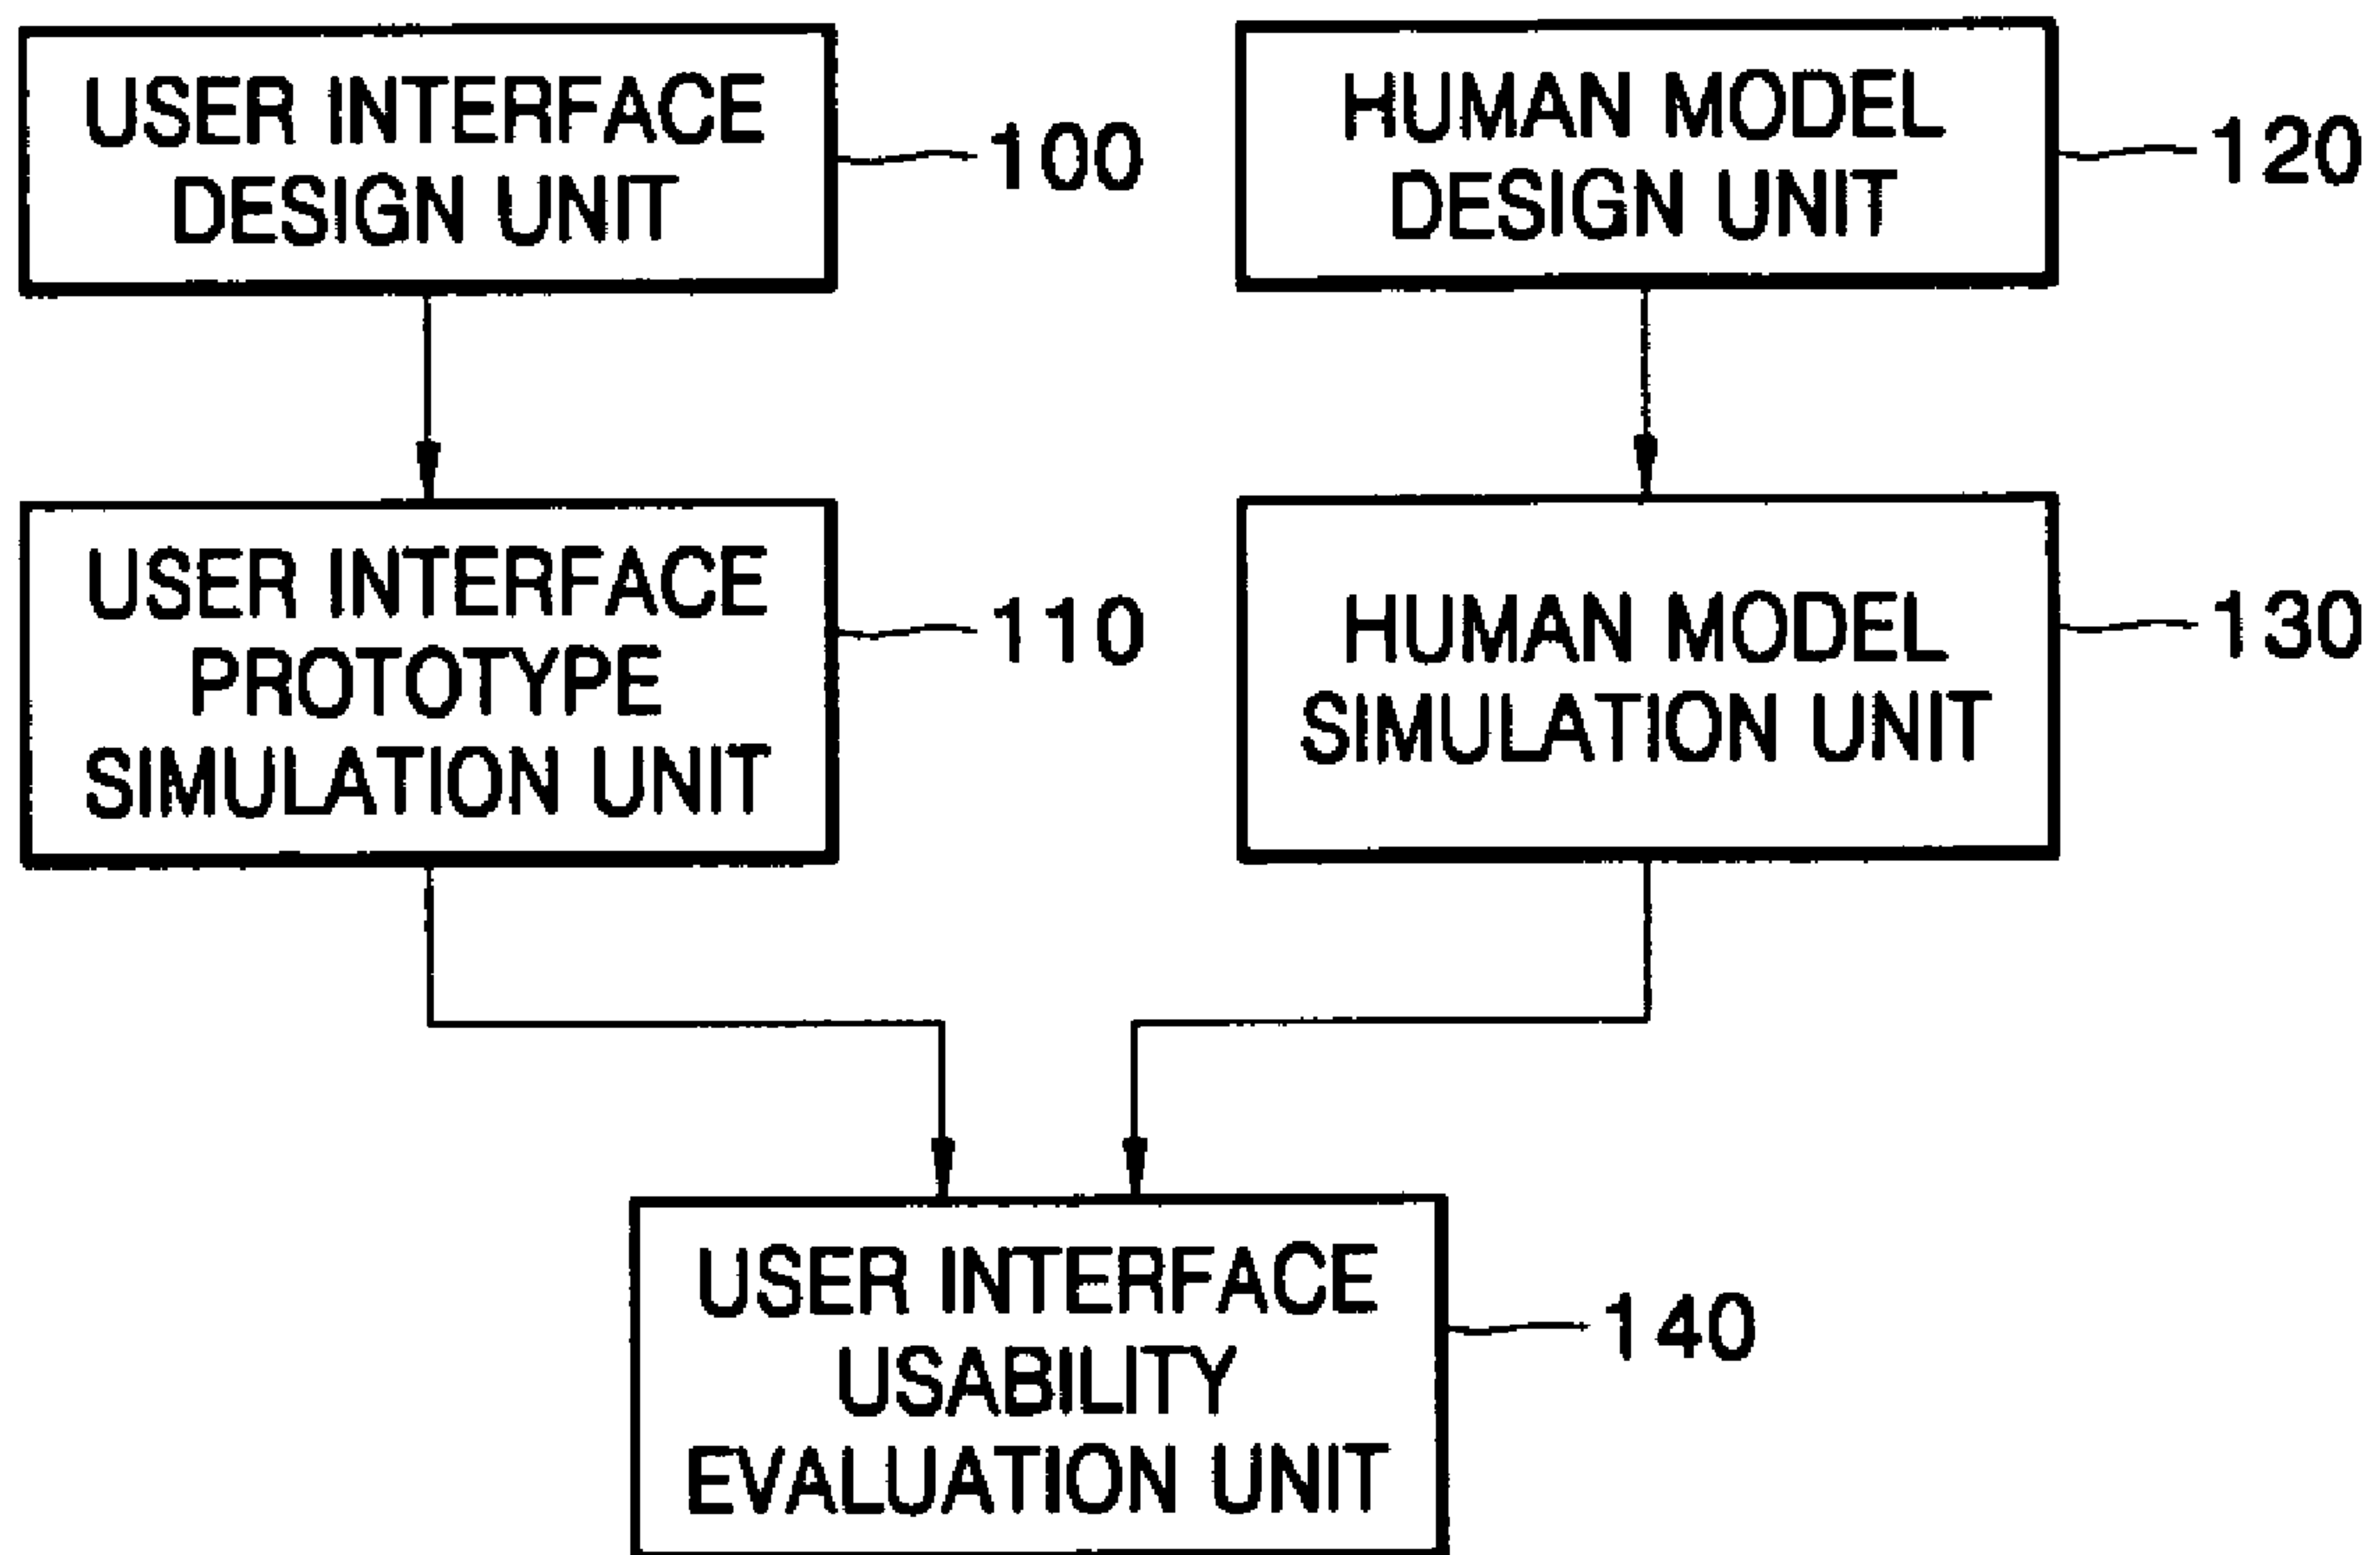 USER INTERFACE
DESIGN UNIT
100
HUMAN MODEL
DESIGN UNIT
120
USER INTERFACE
PROTOTYPE
SIMULATION UNIT
110
HUMAN MODEL
SIMULATION UNIT
130
USER INTERFACE
USABILITY
EVALUATION UNIT
140